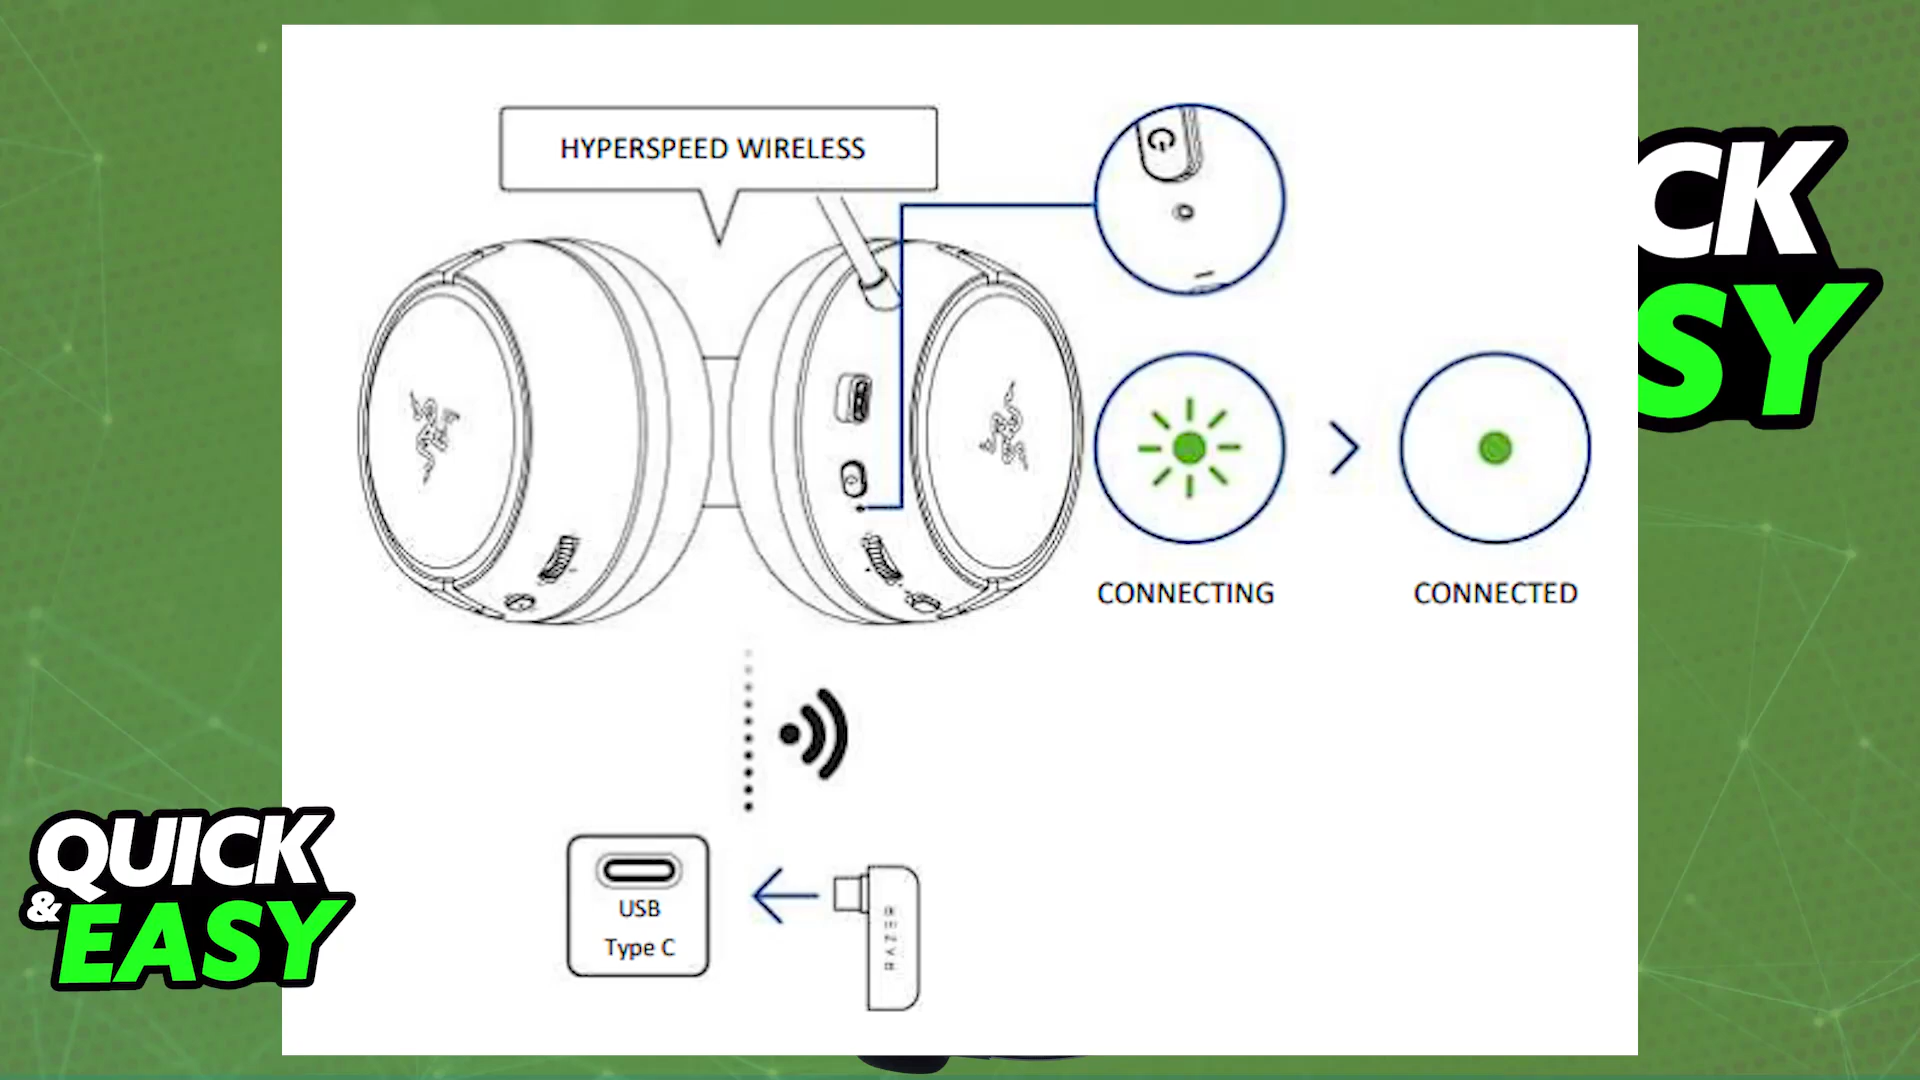 HYPERSPEED WIRELESS
CK
SY
CONNECTING
CONNECTED
USB
Type C
RAZER
QUICK
&
EASY